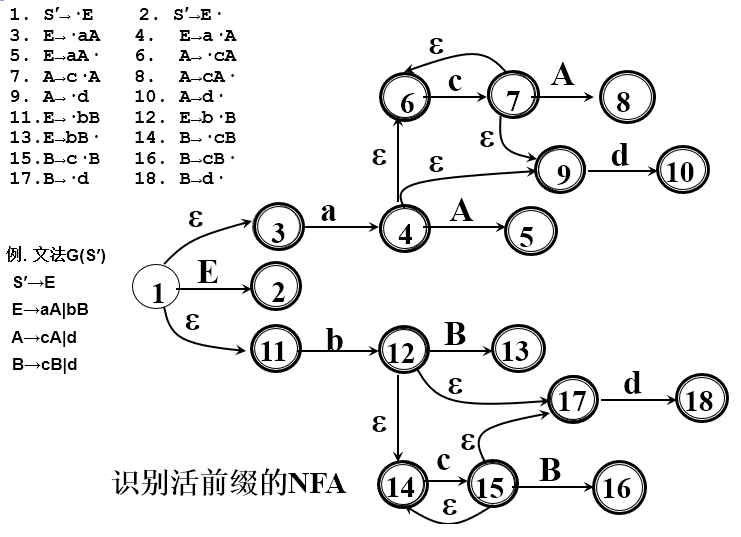 1. S′→·E 2. S′→E·
3. E→·aA 4. E→a·A
5. E→aA· 6. A→·cA
7. A→c·A 8. A→cA·
9. A→·d 10. A→d·
11.E→·bB 12. E→b·B
13.E→bB· 14. B→·cB
15.B→c·B 16. B→cB·
17.B→·d 18. B→d·
ε
6 c 7 A 8
ε ε ε
9 d 10
ε 3 a 4 A 5
例. 文法G(S′)
S′→E
E→aA|bB
A→cA|d
B→cB|d
1 E 2
ε 11 b 12 B 13
ε
17 d 18
ε ε
14 c 15 B 16
ε
识别活前缀的NFA